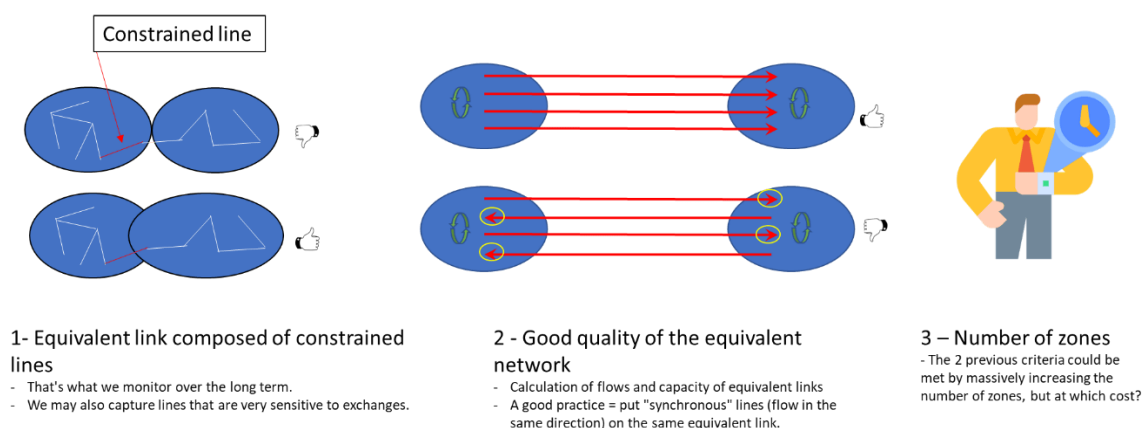 Constrained line
1- Equivalent link composed of constrained
lines
- That's what we monitor over the long term.
- We may also capture lines that are very sensitive to exchanges.
2 - Good quality of the equivalent
network
- Calculation of flows and capacity of equivalent links
- A good practice = put "synchronous" lines (flow in the
same direction) on the same equivalent link.
3 – Number of zones
- The 2 previous criteria could be
met by massively increasing the
number of zones, but at which cost?